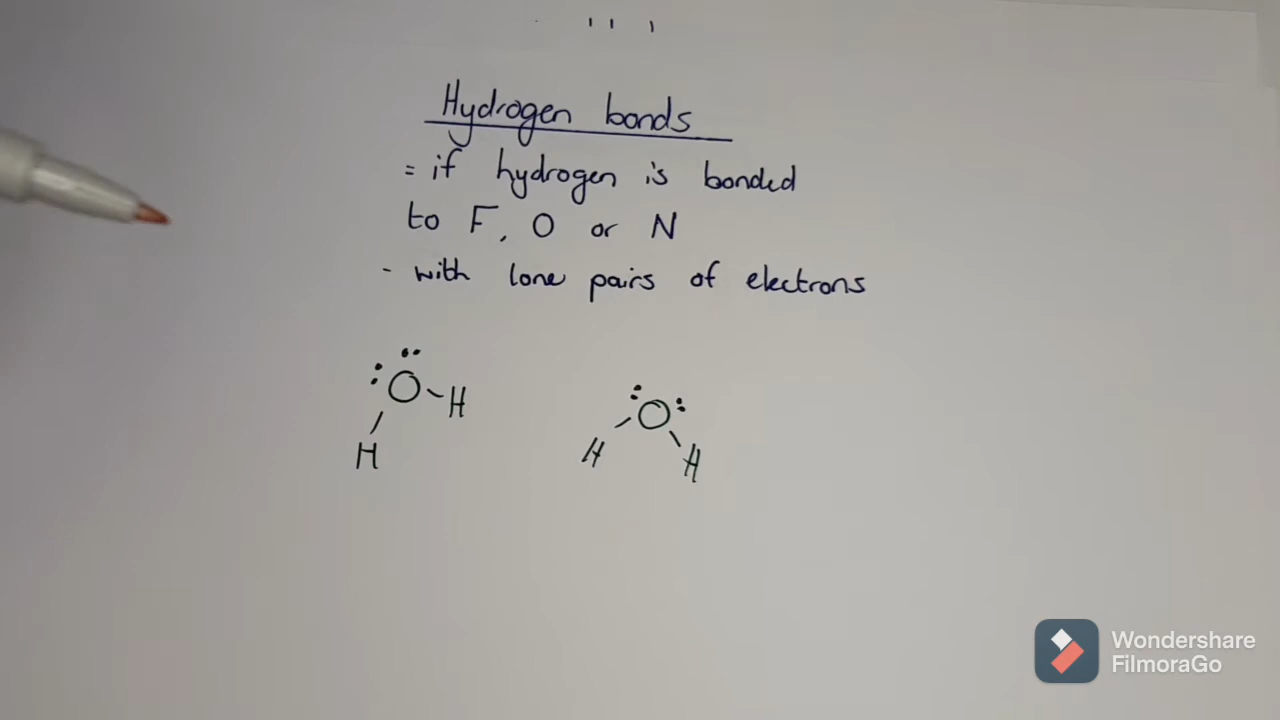 Hydrogen bonds
= if hydrogen is bonded
to F, O or N
- with lone pairs of electrons
O - H
H
O
H H
Wondershare
FilmoraGo